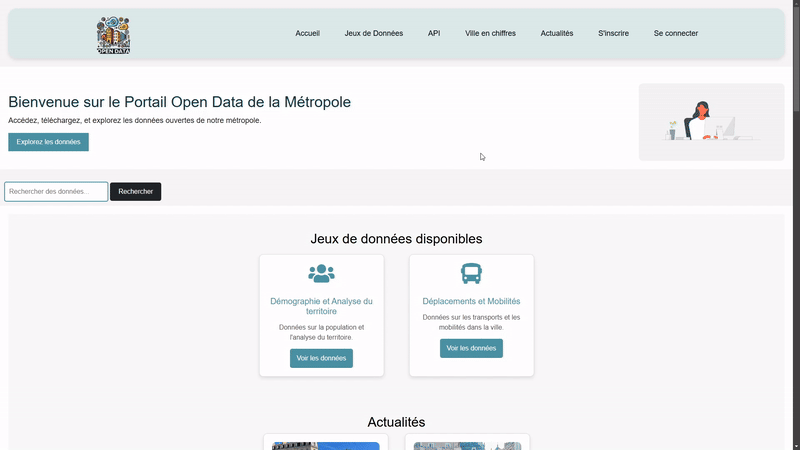 OPEN DATA
Accueil
Jeux de Données
API
Ville en chiffres
Actualités
S'inscrire
Se connecter
Bienvenue sur le Portail Open Data de la Métropole
Accédez, téléchargez, et explorez les données ouvertes de notre métropole.
Explorez les données
Rechercher des données...
Rechercher
Jeux de données disponibles
Démographie et Analyse du
territoire
Données sur la population et
l'analyse du territoire
Voir les données
Déplacements et Mobilités
Données sur les transports et les
mobilités dans la ville.
Voir les données
Actualités